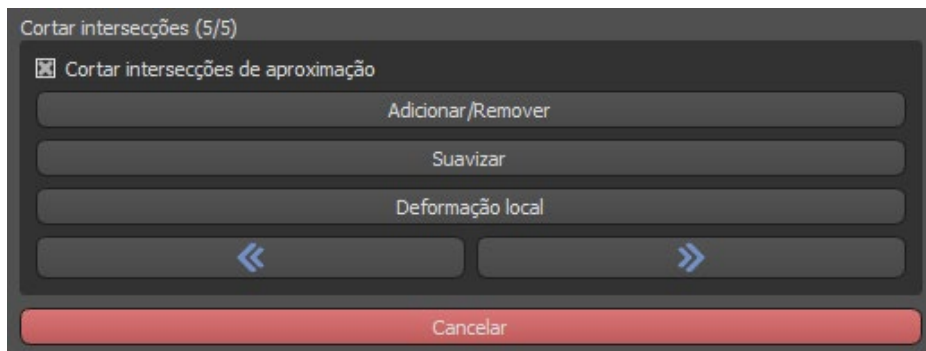 Cortar intersecções (5/5)
Cortar intersecções de aproximação
Adicionar/Remover
Suavizar
Deformação local
Cancelar